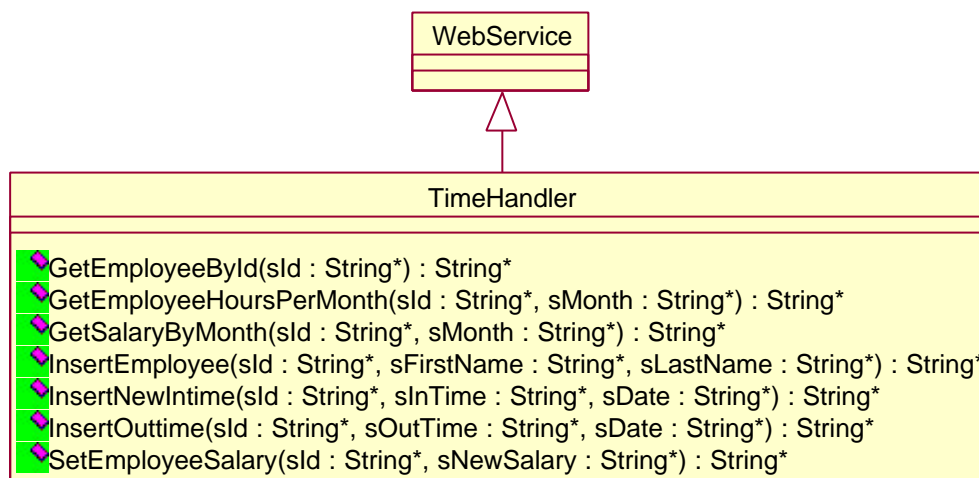 WebService
TimeHandler
GetEmployeeById(sId : String*) : String*
GetEmployeeHoursPerMonth(sId : String*, sMonth : String*) : String*
GetSalaryByMonth(sId : String*, sMonth : String*) : String*
InsertEmployee(sId : String*, sFirstName : String*, sLastName : String*) : String*
InsertNewIntime(sId : String*, sInTime : String*, sDate : String*) : String*
InsertOuttime(sId : String*, sOutTime : String*, sDate : String*) : String*
SetEmployeeSalary(sId : String*, sNewSalary : String*) : String*